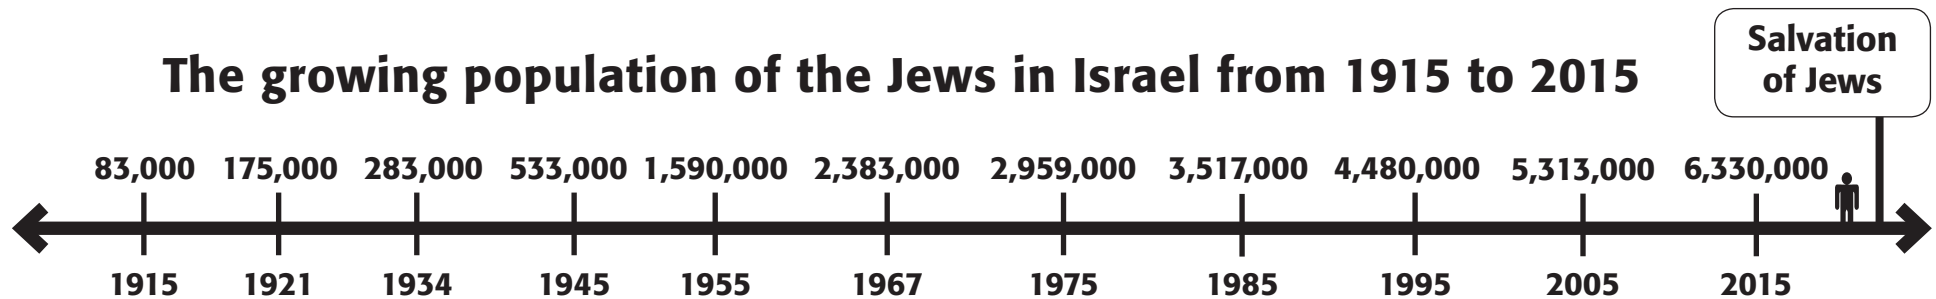 The growing population of the Jews in Israel from 1915 to 2015
Salvation
of Jews
83,000 175,000 283,000 533,000 1,590,000 2,383,000 2,959,000 3,517,000 4,480,000 5,313,000 6,330,000
1915 1921 1934 1945 1955 1967 1975 1985 1995 2005 2015